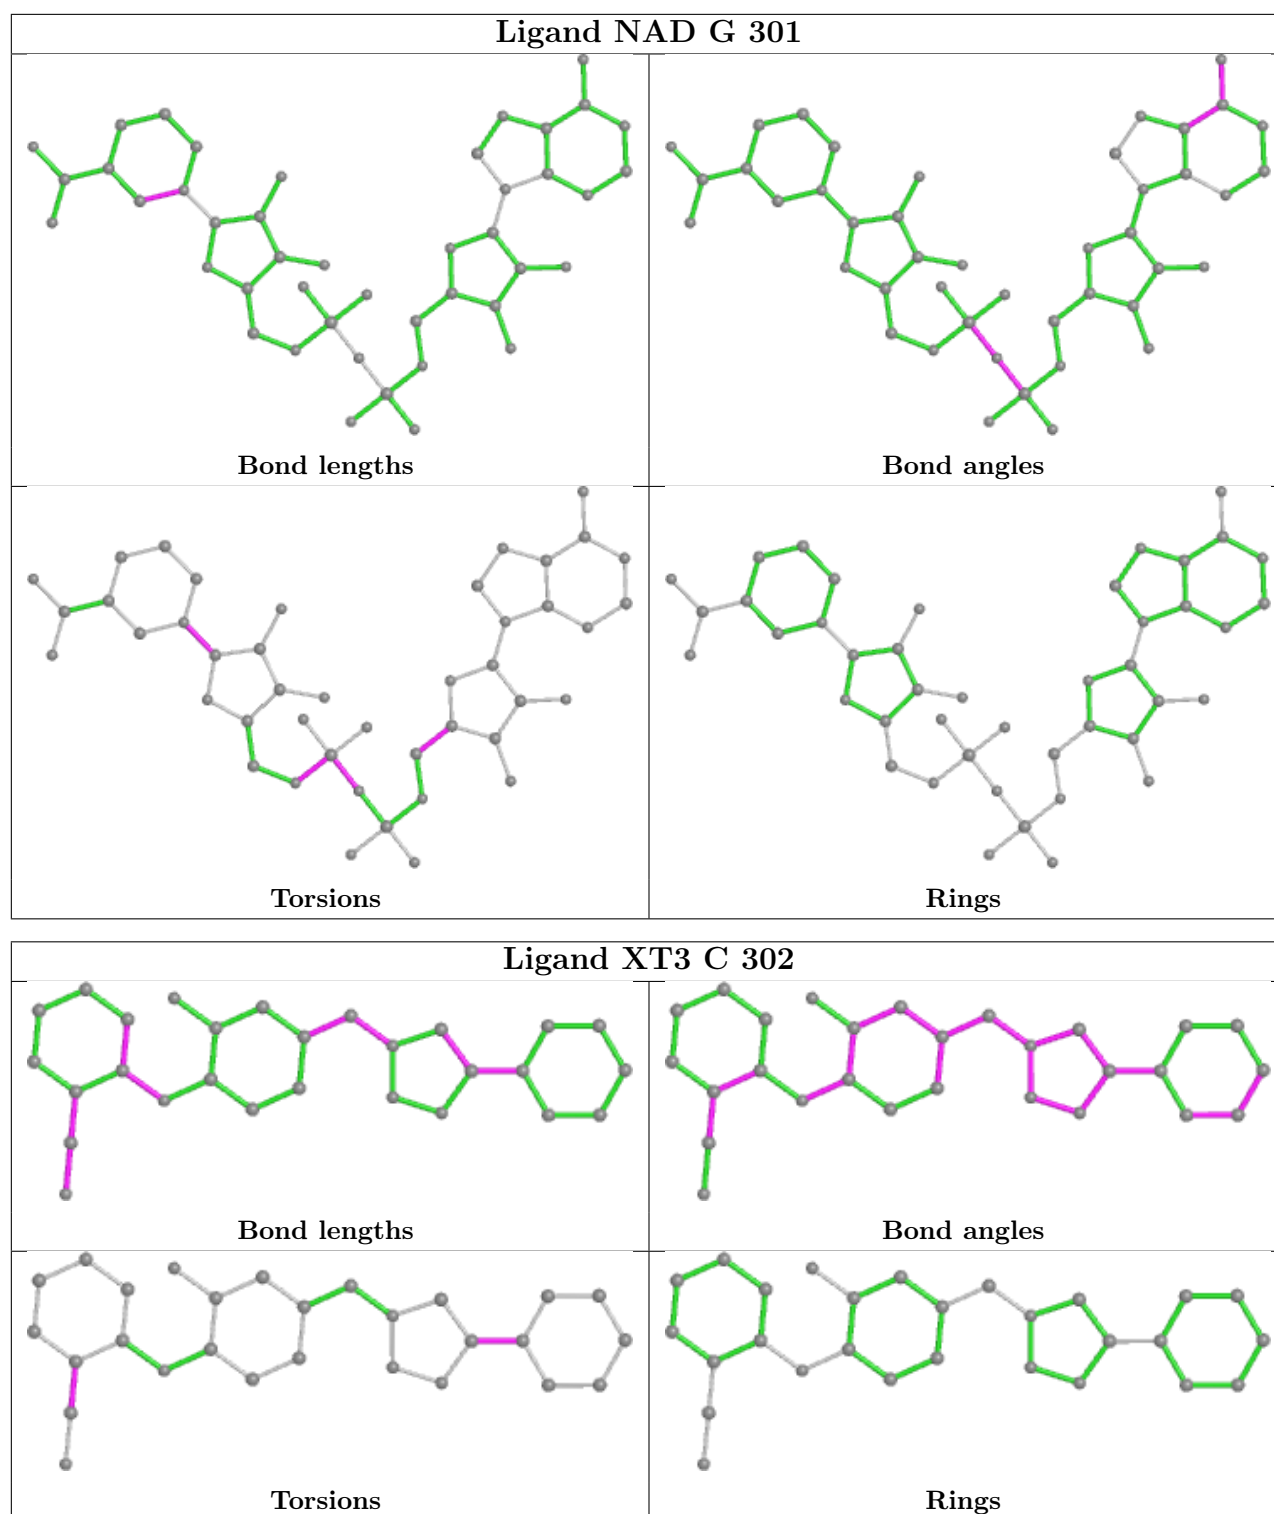 Ligand NAD G 301
Bond lengths
Bond angles
Torsions
Rings
Ligand XT3 C 302
Bond lengths
Bond angles
Torsions
Rings